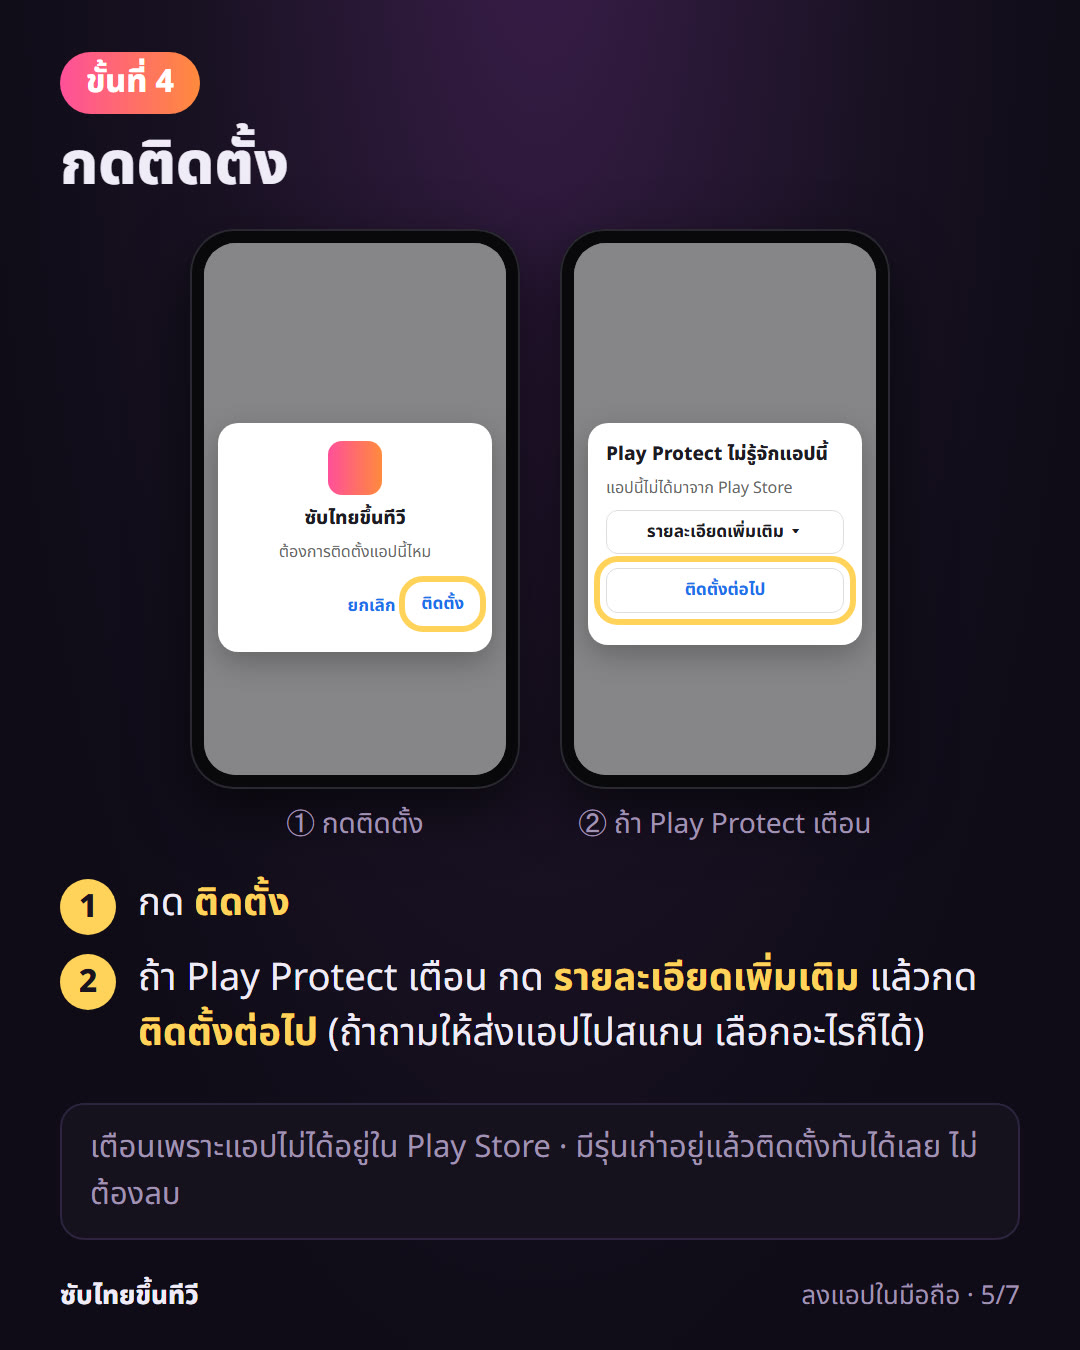 ขั้นที่ 4
กดติดตั้ง
ซับไทยขึ้นทีวี
ต้องการติดตั้งแอปนี้ไหม
ยกเลิก ติดตั้ง
Play Protect ไม่รู้จักแอปนี้
แอปนี้ไม่ได้มาจาก Play Store
รายละเอียดเพิ่มเติม
ติดตั้งต่อไป
① กดติดตั้ง
② ถ้า Play Protect เตือน
1 กด ติดตั้ง
2 ถ้า Play Protect เตือน กด รายละเอียดเพิ่มเติม แล้วกด
ติดตั้งต่อไป (ถ้าถามให้ส่งแอปไปสแกน เลือกอะไรก็ได้)
เตือนเพราะแอปไม่ได้อยู่ใน Play Store · มีรุ่นเก่าอยู่แล้วติดตั้งทับได้เลย ไม่
ต้องลบ
ซับไทยขึ้นทีวี
ลงแอปในมือถือ · 5/7